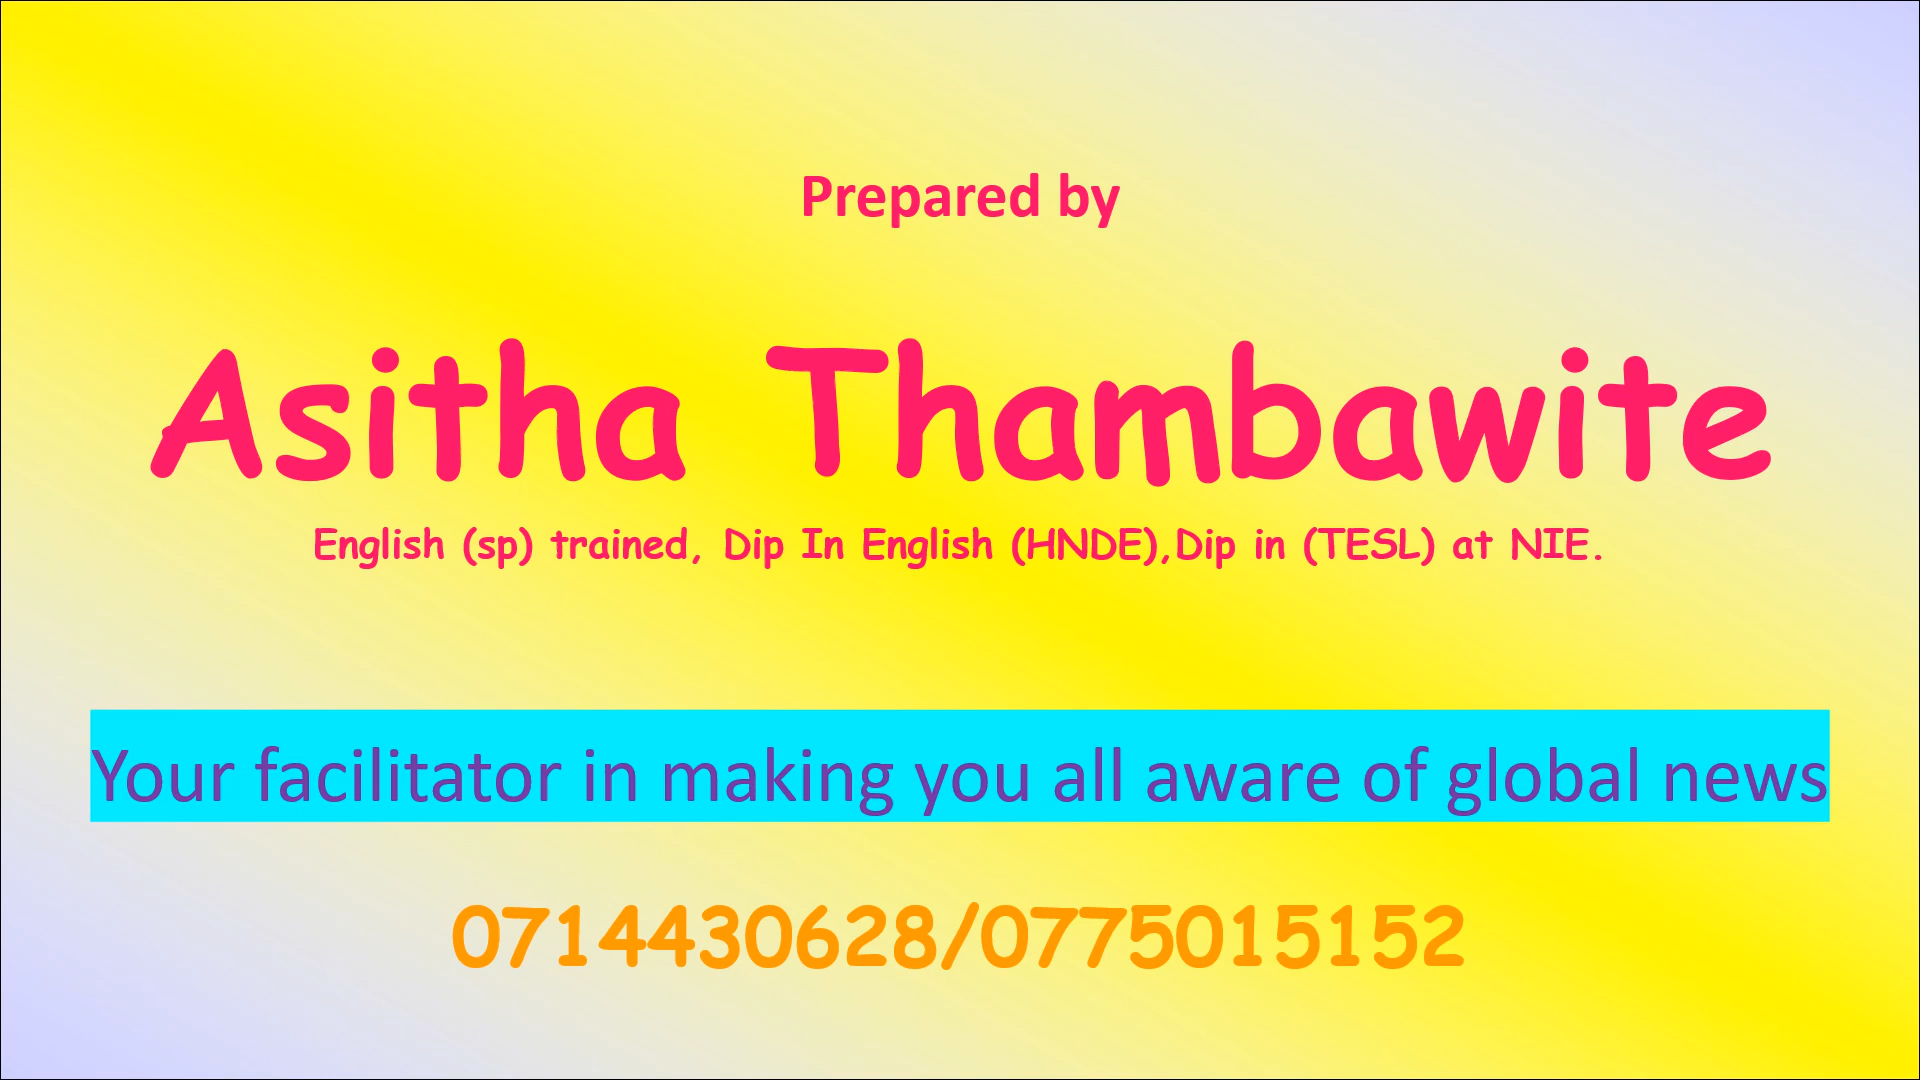 Prepared by
Asitha Thambawite
English (sp) trained, Dip In English (HNDE),Dip in (TESL) at NIE.
Your facilitator in making you all aware of global news
0714430628/0775015152